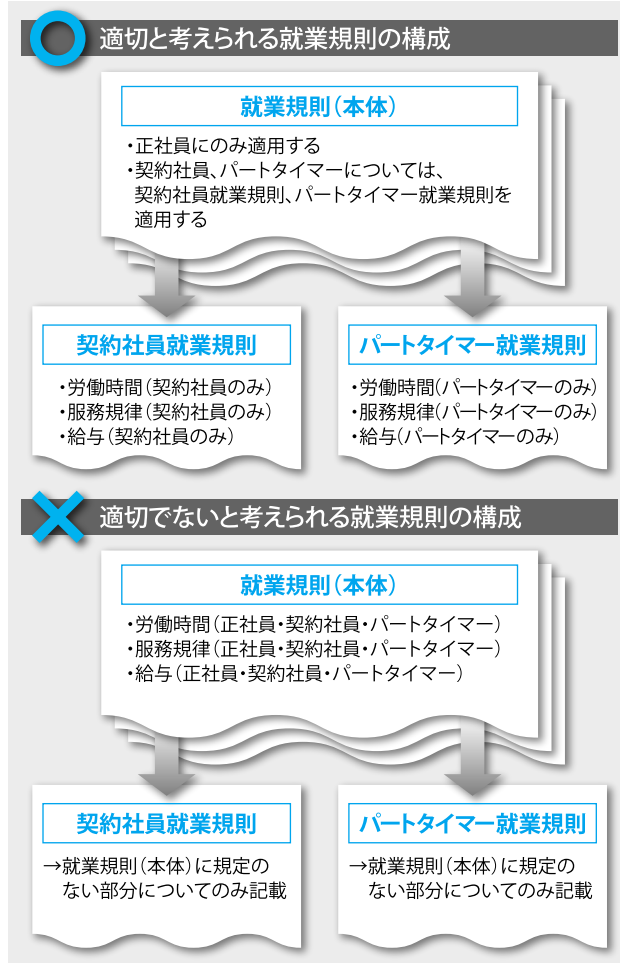 適切と考えられる就業規則の構成
就業規則（本体）
・正社員にのみ適用する
・契約社員、パートタイマーについては、
契約社員就業規則、パートタイマー就業規則を
適用する
契約社員就業規則
・労働時間（契約社員のみ）
・服務規律（契約社員のみ）
・給与（契約社員のみ）
パートタイマー就業規則
・労働時間（パートタイマーのみ）
・服務規律（パートタイマーのみ）
・給与（パートタイマーのみ）
適切でないと考えられる就業規則の構成
就業規則（本体）
・労働時間（正社員・契約社員・パートタイマー）
・服務規律（正社員・契約社員・パートタイマー）
・給与（正社員・契約社員・パートタイマー）
契約社員就業規則
→就業規則（本体）に規定の
ない部分についてのみ記載
パートタイマー就業規則
→就業規則（本体）に規定の
ない部分についてのみ記載